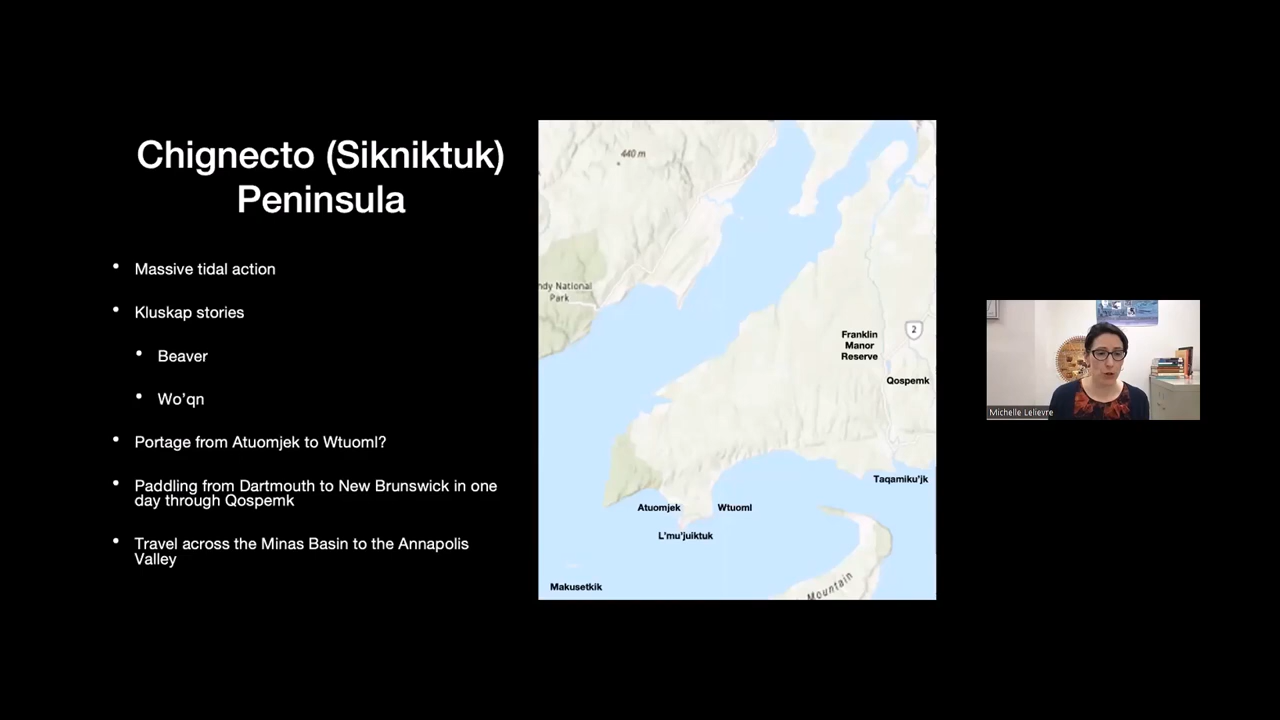 Chignecto (Sikniktuk)
Peninsula
• Massive tidal action
• Kluskap stories
• Beaver
• Wo'qn
• Portage from Atuomjek to Wtuoml?
• Paddling from Dartmouth to New Brunswick in one
day through Qospemk
• Travel across the Minas Basin to the Annapolis
Valley
440 m
ndy National
Park
Franklin
Manor
Reserve
2
Qospemk
Taqamiku'jk
Atuomjek
Wtuoml
L'mu'juiktuk
Makusetkik
Mountain
Michelle Lelievre